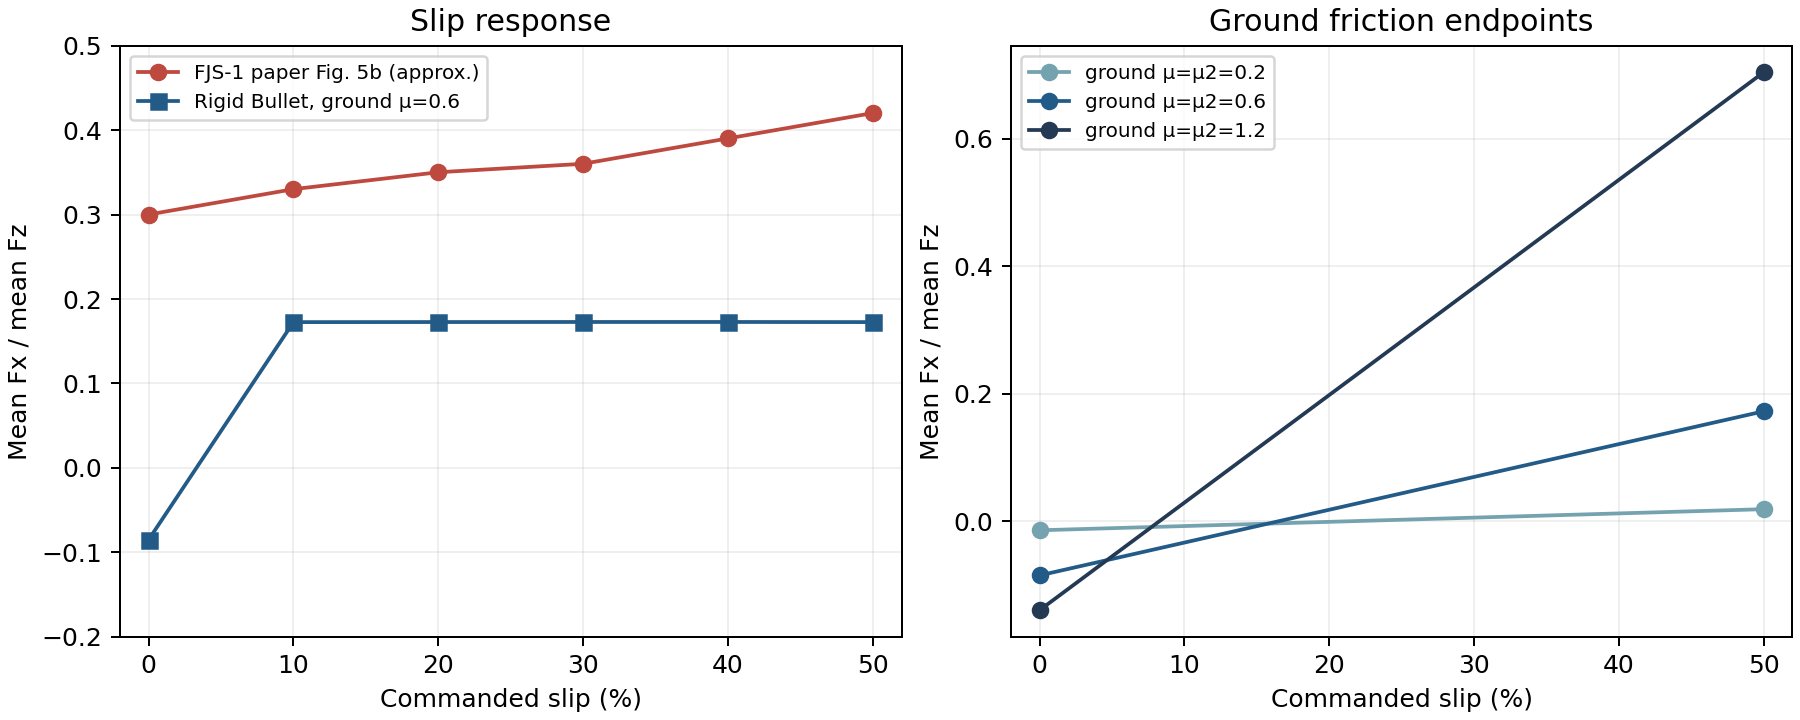 Slip response
FJS-1 paper Fig. 5b (approx.)
Rigid Bullet, ground μ=0.6
Mean Fx / mean Fz
0.5
0.4
0.3
0.2
0.1
0.0
−0.1
−0.2
0 10 20 30 40 50
Commanded slip (%)
Ground friction endpoints
ground μ=μ2=0.2
ground μ=μ2=0.6
ground μ=μ2=1.2
Mean Fx / mean Fz
0.6
0.4
0.2
0.0
0 10 20 30 40 50
Commanded slip (%)